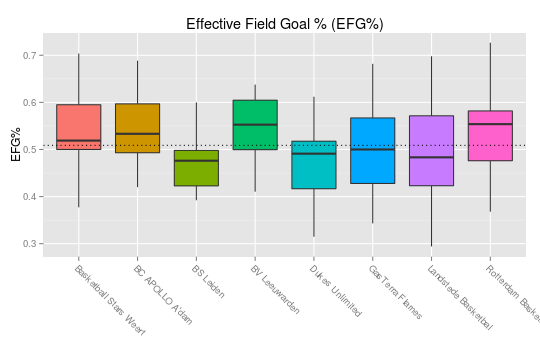 Effective Field Goal % (EFG%)
EFG%
0.7
0.6
0.5
0.4
0.3
Basketball Stars Weert
BC APOLLO A'dam
BS Leiden
BV Leeuwarden
Dukes Unlimited
GasTerra Flames
Landstede Basketbal
Rotterdam